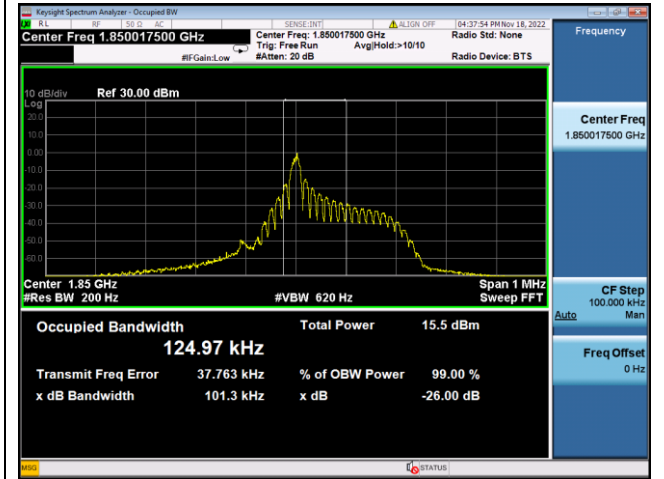 Keysight Spectrum Analyzer - Occupied BW
RL RF 50 Ω AC SENSE:INT ALIGN OFF 04:37:54 PM Nov 18, 2022
Center Freq 1.850017500 GHz
Center Freq: 1.850017500 GHz Radio Std: None
Trig: Free Run Avg|Hold:>10/10
#IFGain:Low #Atten: 20 dB Radio Device: BTS
Frequency
10 dB/div Ref 30.00 dBm
Log
20.0
10.0
0.00
-10.0
-20.0
-30.0
-40.0
-50.0
-60.0
Center 1.85 GHz Span 1 MHz
#Res BW 200 Hz #VBW 620 Hz Sweep FFT
Center Freq
1.850017500 GHz
CF Step
100.000 kHz
Auto Man
Freq Offset
0 Hz
Occupied Bandwidth Total Power 15.5 dBm
124.97 kHz
Transmit Freq Error 37.763 kHz % of OBW Power 99.00 %
x dB Bandwidth 101.3 kHz x dB -26.00 dB
MSG STATUS